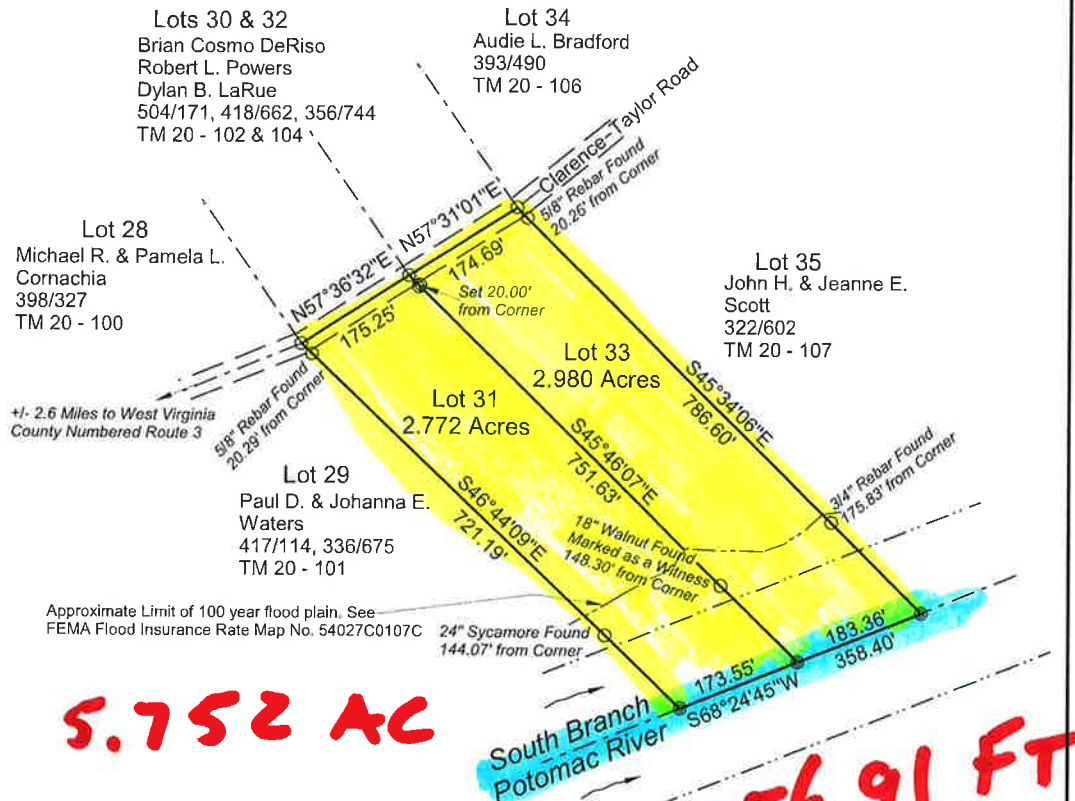 Lots 30 & 32
Brian Cosmo DeRiso
Robert L. Powers
Dylan B. LaRue
504/171, 418/662, 356/744
TM 20 - 102 & 104
Lot 34
Audie L. Bradford
393/490
TM 20 - 106
Clarence-Taylor Road
5/8" Rebar Found
20.26' from Corner
N57°31'01"E
174.69'
N57°36'32"E
175.25'
Set 20.00'
from Corner
Lot 28
Michael R. & Pamela L.
Cornachia
398/327
TM 20 - 100
Lot 35
John H. & Jeanne E.
Scott
322/602
TM 20 - 107
+/- 2.6 Miles to West Virginia
County Numbered Route 3
5/8" Rebar Found
20.29' from Corner
Lot 33
2.980 Acres
Lot 31
2.772 Acres
S45°34'06"E
786.60'
S45°46'07"E
751.63'
S46°44'09"E
721.19'
Lot 29
Paul D. & Johanna E.
Waters
417/114, 336/675
TM 20 - 101
3/4" Rebar Found
175.83' from Corner
18" Walnut Found
Marked as a Witness
148.30' from Corner
Approximate Limit of 100 year flood plain. See
FEMA Flood Insurance Rate Map No. 54027C0107C
24" Sycamore Found
144.07' from Corner
183.36'
358.40'
173.55'
S68°24'45"W
South Branch
Potomac River
5.752 AC
91 FT